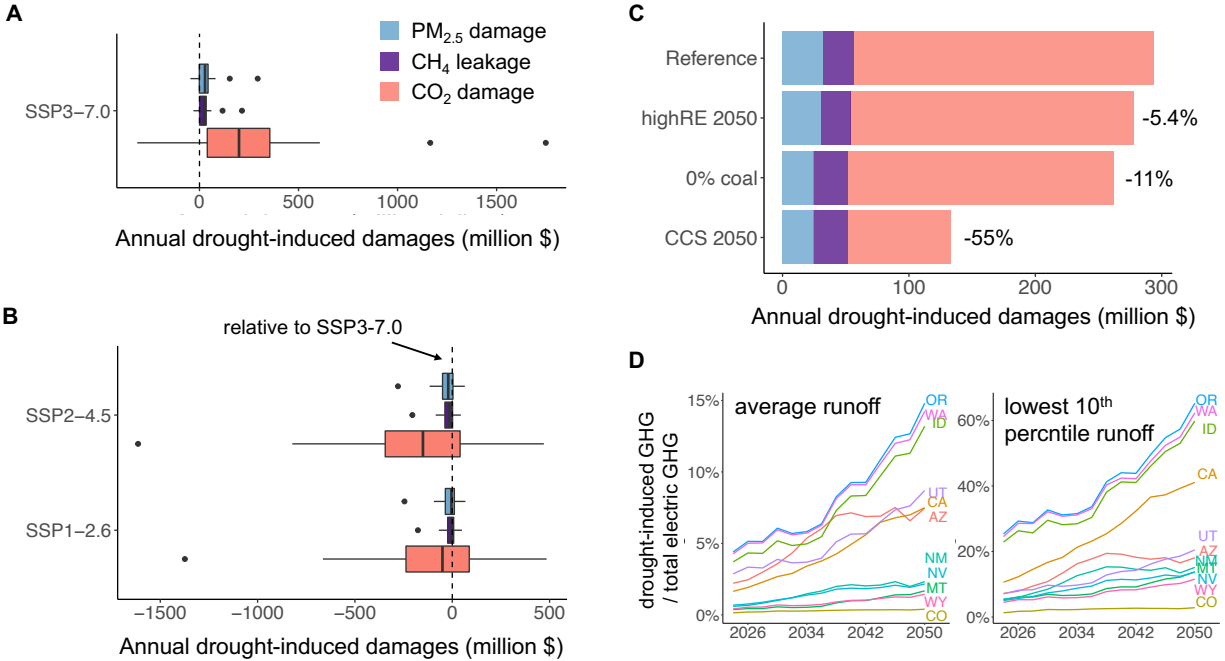 A
PM2.5 damage
CH4 leakage
CO2 damage
SSP3−7.0
0 500 1000 1500
Annual drought-induced damages (million $)
B
relative to SSP3-7.0
SSP2−4.5
SSP1−2.6
-1500 -1000 -500 0 500
Annual drought-induced damages (million $)
C
Reference
highRE 2050
-5.4%
0% coal
-11%
CCS 2050
-55%
0 100 200 300
Annual drought-induced damages (million $)
D
drought-induced GHG
/ total electric GHG
average runoff
15%
10%
5%
0%
OR
WA
ID
UT
CA
AZ
NM
NV
MT
WY
CO
2026 2034 2042 2050
lowest 10th
percntile runoff
60%
40%
20%
0%
OR
WA
ID
CA
UT
AZ
NM
MT
NV
WY
CO
2026 2034 2042 2050